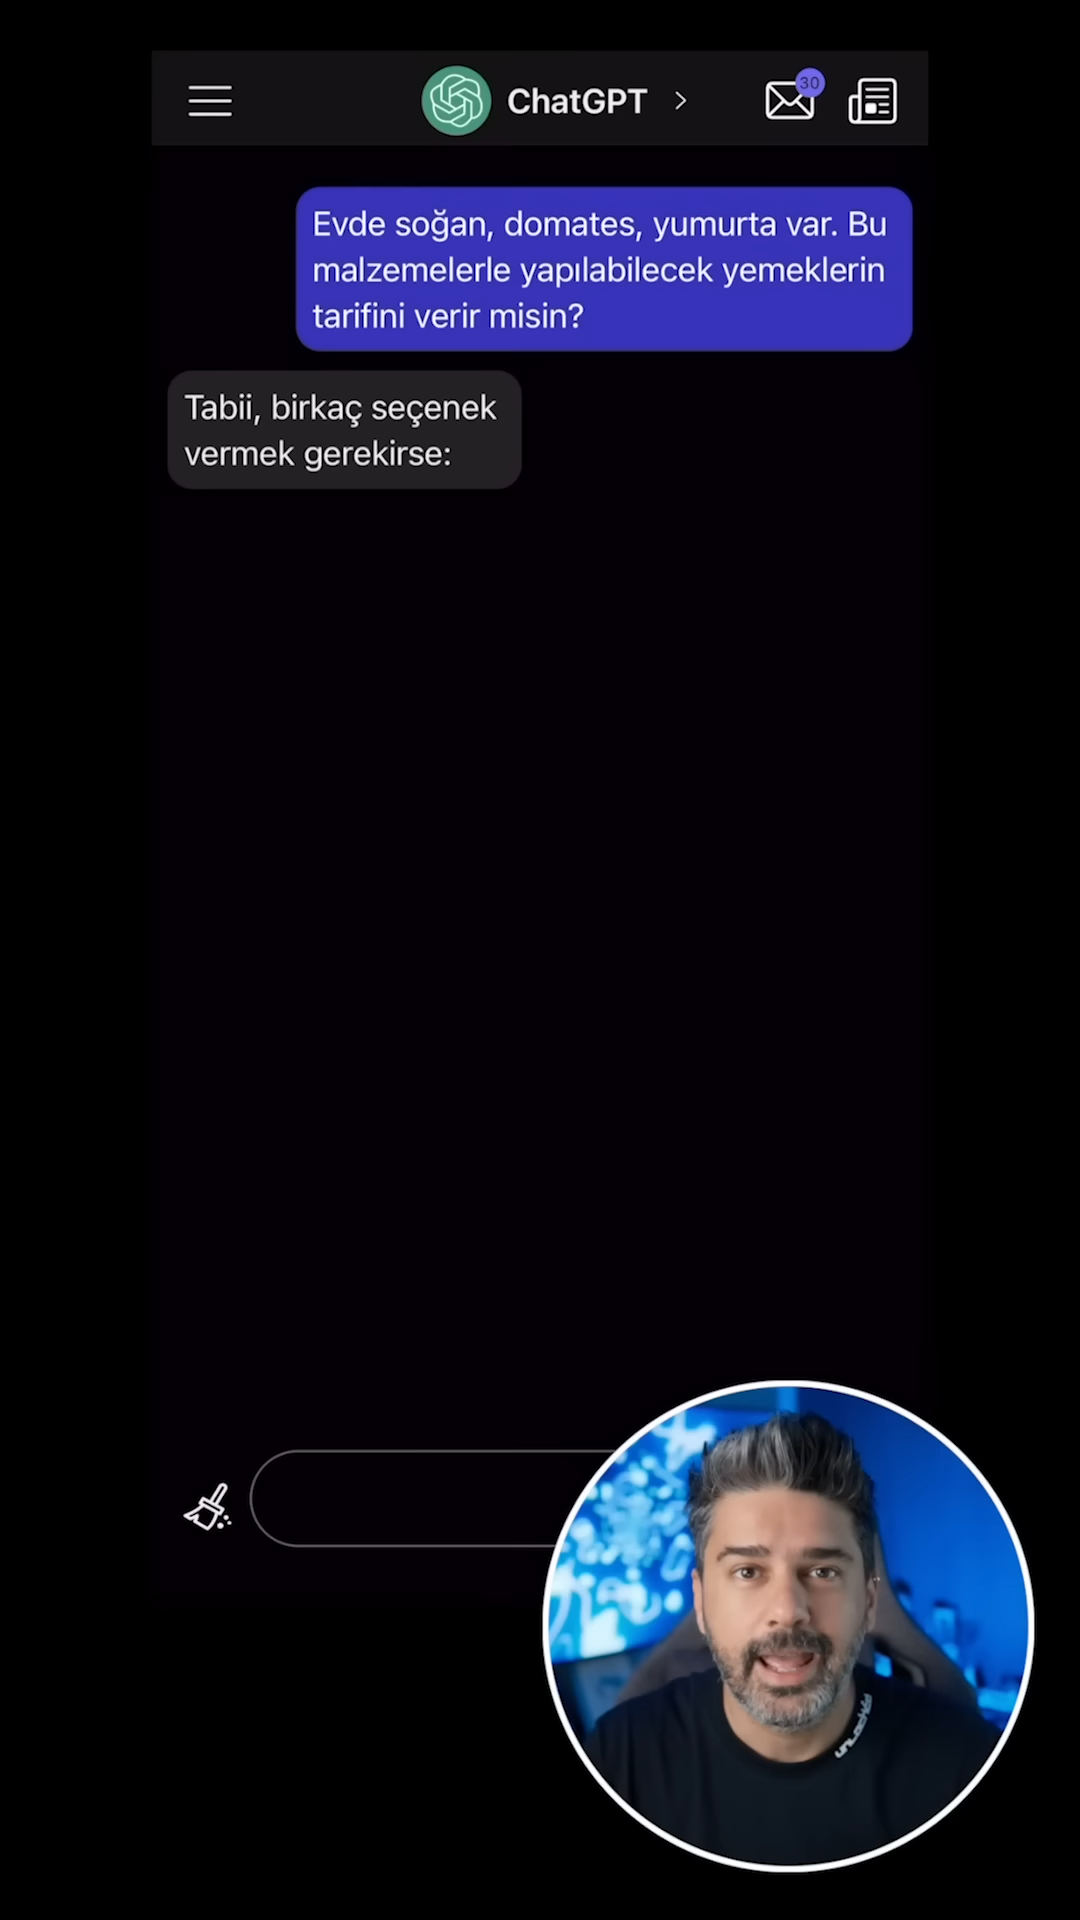 ChatGPT
30
Evde soğan, domates, yumurta var. Bu
malzemelerle yapılabilecek yemeklerin
tarifini verir misin?
Tabii, birkaç seçenek
vermek gerekirse:
UNLOCKED